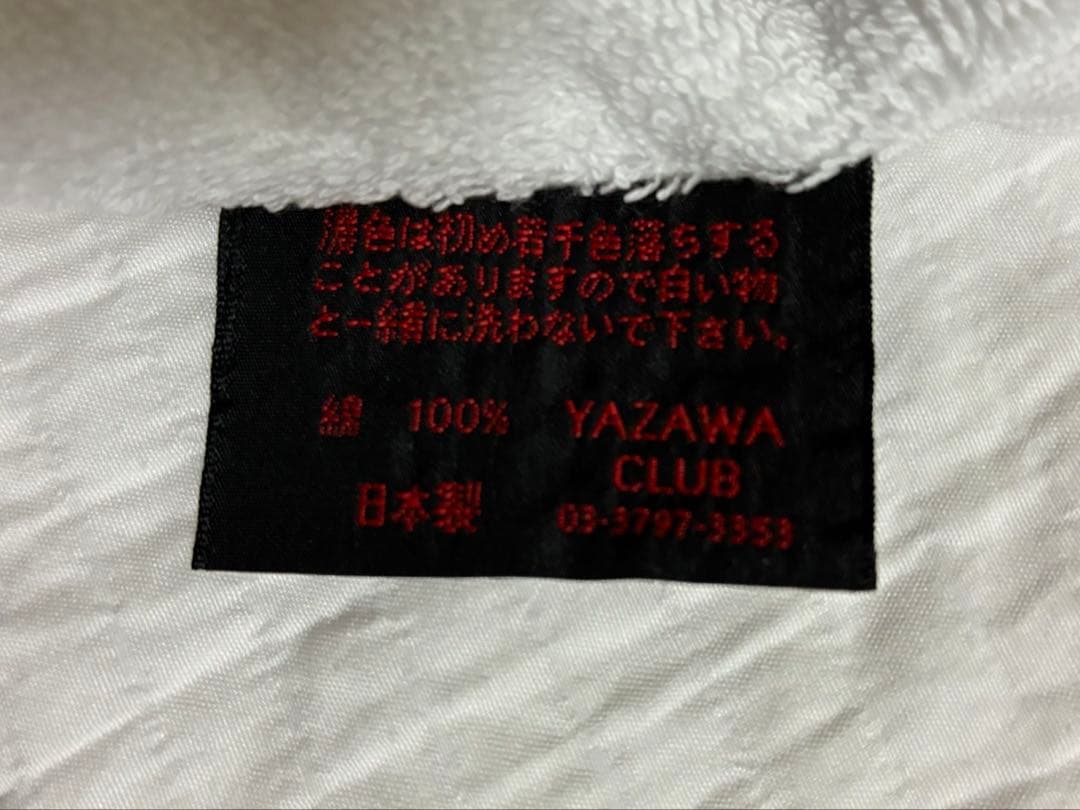 濃色は初め若干色落ちする
ことがありますので白い物
と一緒に洗わないで下さい。
綿 100%
日本製
YAZAWA
CLUB
03-3797-3353